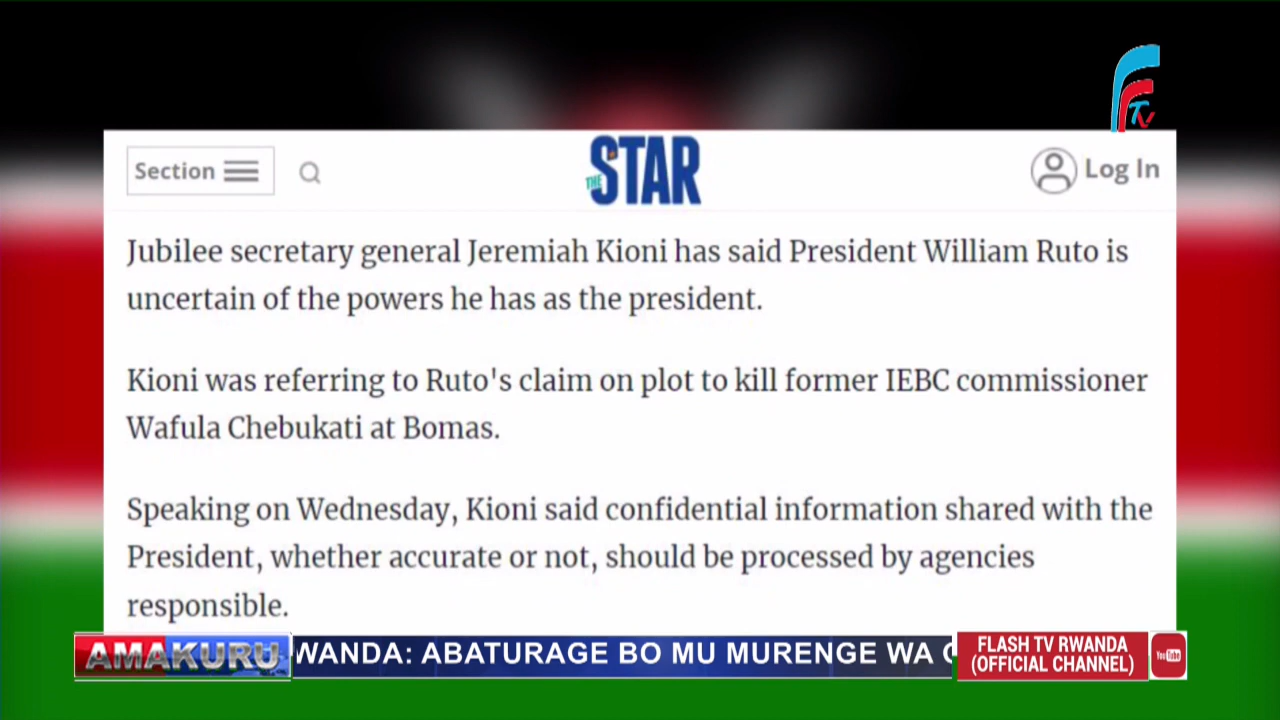 TV
Section
THE STAR
Log In
Jubilee secretary general Jeremiah Kioni has said President William Ruto is
uncertain of the powers he has as the president.
Kioni was referring to Ruto's claim on plot to kill former IEBC commissioner
Wafula Chebukati at Bomas.
Speaking on Wednesday, Kioni said confidential information shared with the
President, whether accurate or not, should be processed by agencies
responsible.
AMAKURU
WANDA: ABATURAGE BO MU MURENGE WA
FLASH TV RWANDA
(OFFICIAL CHANNEL)
YouTube